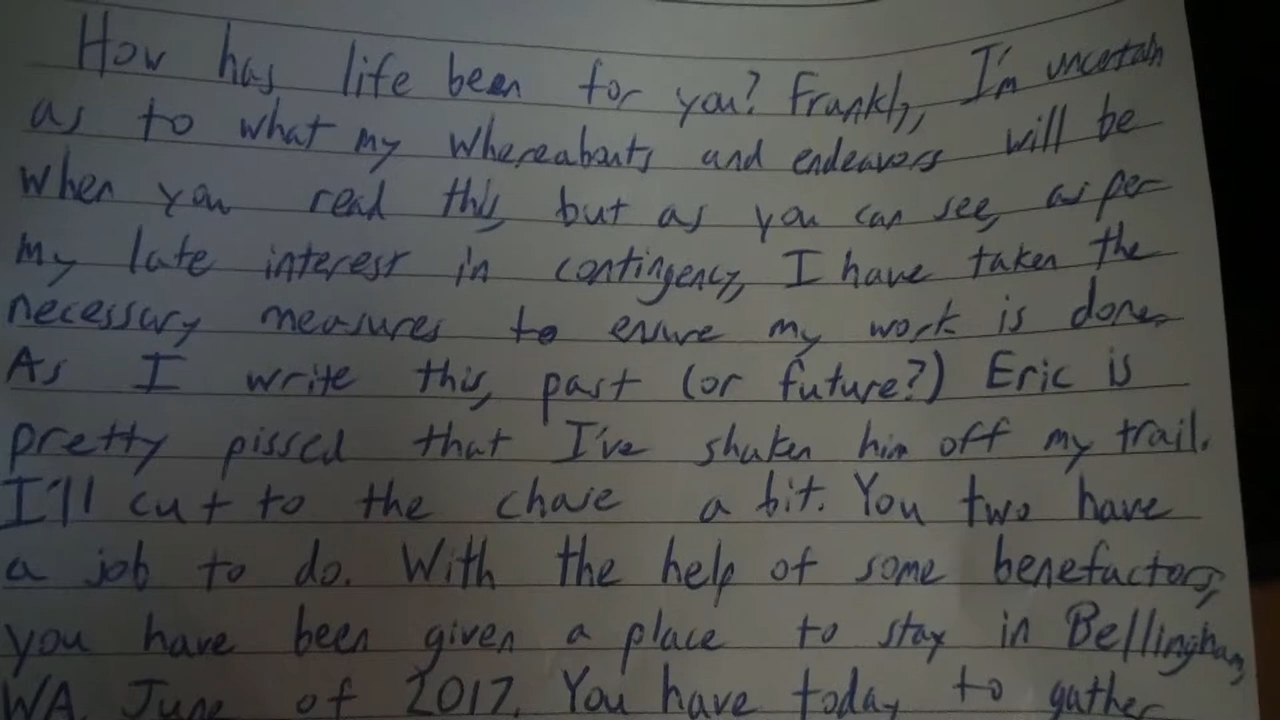 How has life been for you? Frankly, I'm uncertain
as to what my whereabouts and endeavors will be
when you read this, but as you can see, as per
my late interest in contingency, I have taken the
necessary measures to ensure my work is done.
As I write this, past (or future?) Eric is
pretty pissed that I've shaken him off my trail.
I'll cut to the chase a bit. You two have
a job to do. With the help of some benefactors,
you have been given a place to stay in Bellingham,
WA, June of 2017. You have today to gather